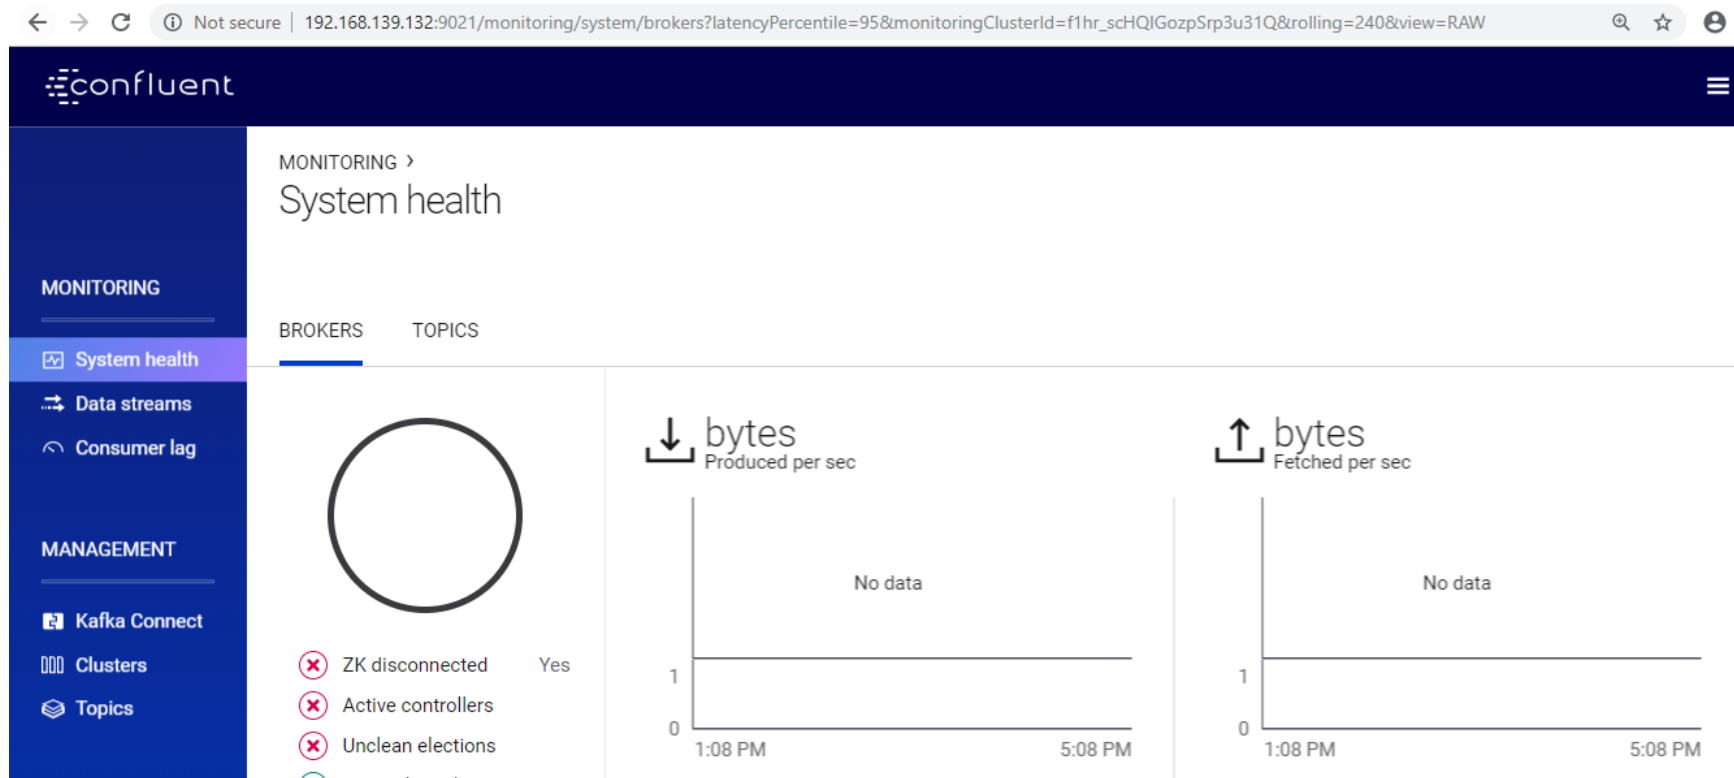 Not secure | 192.168.139.132:9021/monitoring/system/brokers?latencyPercentile=95&monitoringClusterId=f1hr_scHQIGozpSrp3u31Q&rolling=240&view=RAW
confluent
MONITORING >
System health
MONITORING
System health
Data streams
Consumer lag
MANAGEMENT
Kafka Connect
Clusters
Topics
BROKERS TOPICS
ZK disconnected Yes
Active controllers
Unclean elections
bytes
Produced per sec
No data
1
0
1:08 PM 5:08 PM
bytes
Fetched per sec
No data
1
0
1:08 PM 5:08 PM